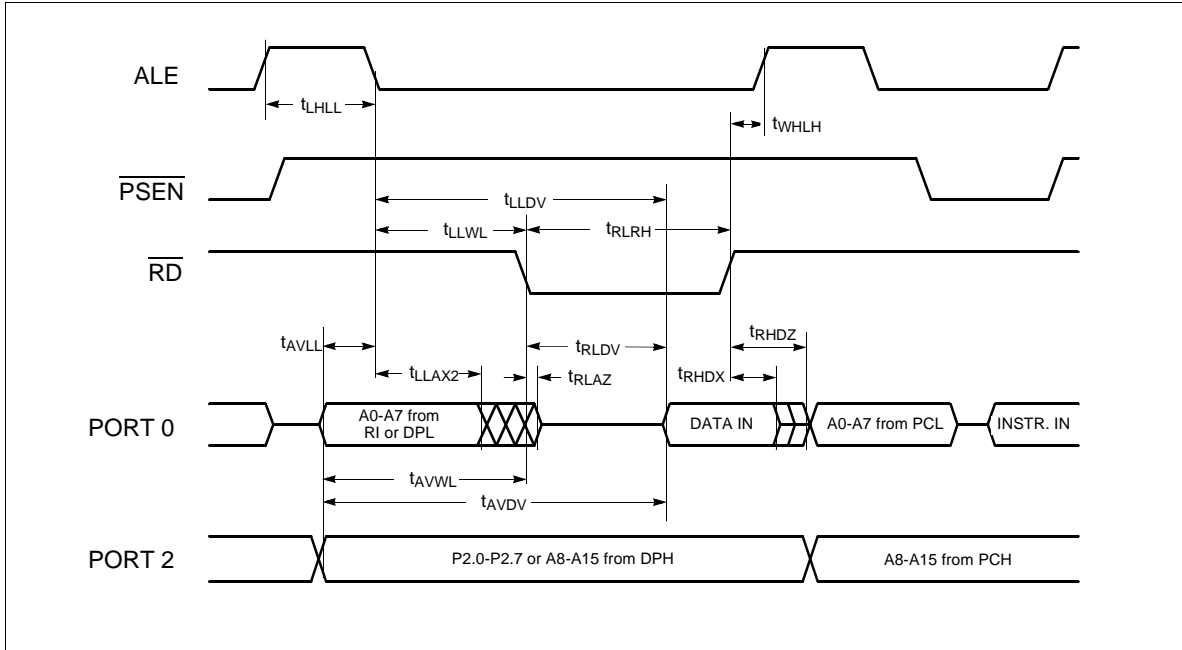 ALE
tLHLL
tWHLH
PSEN
tLLDV
tLLWL
tRLRH
RD
tAVLL
tRLDV
tRHDZ
tLLAX2
tRLAZ
tRHDX
PORT 0
A0-A7 from
RI or DPL
DATA IN
A0-A7 from PCL
INSTR. IN
tAVWL
tAVDV
PORT 2
P2.0-P2.7 or A8-A15 from DPH
A8-A15 from PCH